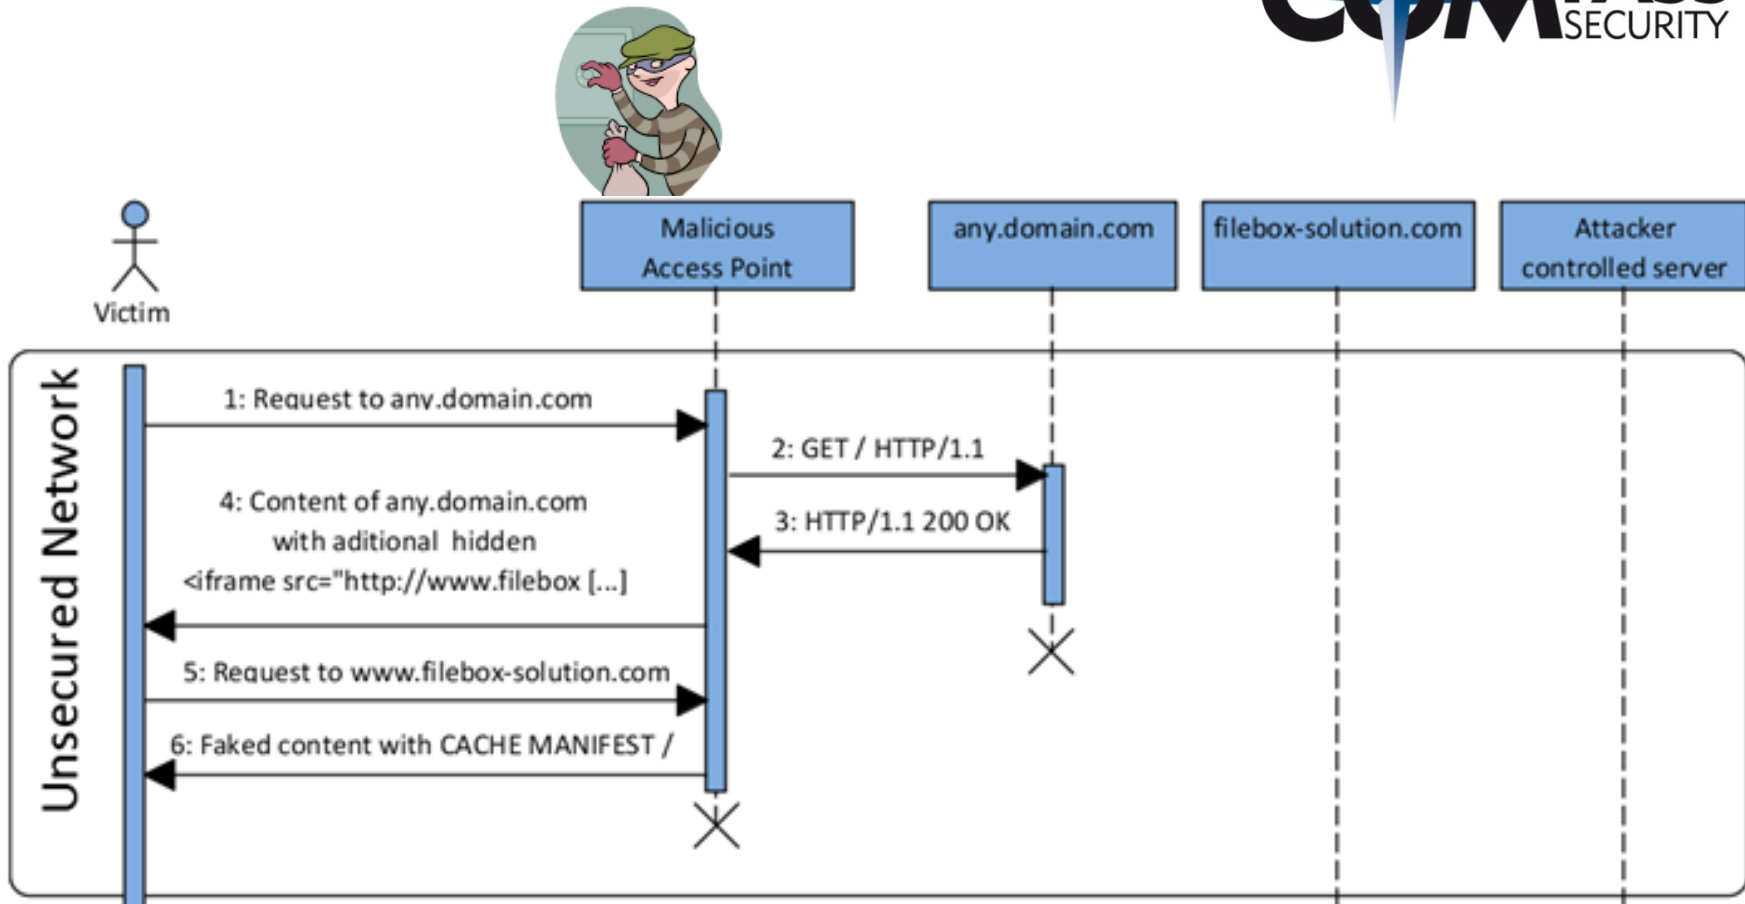 COMPASS
SECURITY
Malicious
Access Point
any.domain.com
filebox-solution.com
Attacker
controlled server
Victim
Unsecured Network
1: Request to any.domain.com
2: GET / HTTP/1.1
3: HTTP/1.1 200 OK
4: Content of any.domain.com
with aditional hidden
<iframe src="http://www.filebox [...]
5: Request to www.filebox-solution.com
6: Faked content with CACHE MANIFEST /